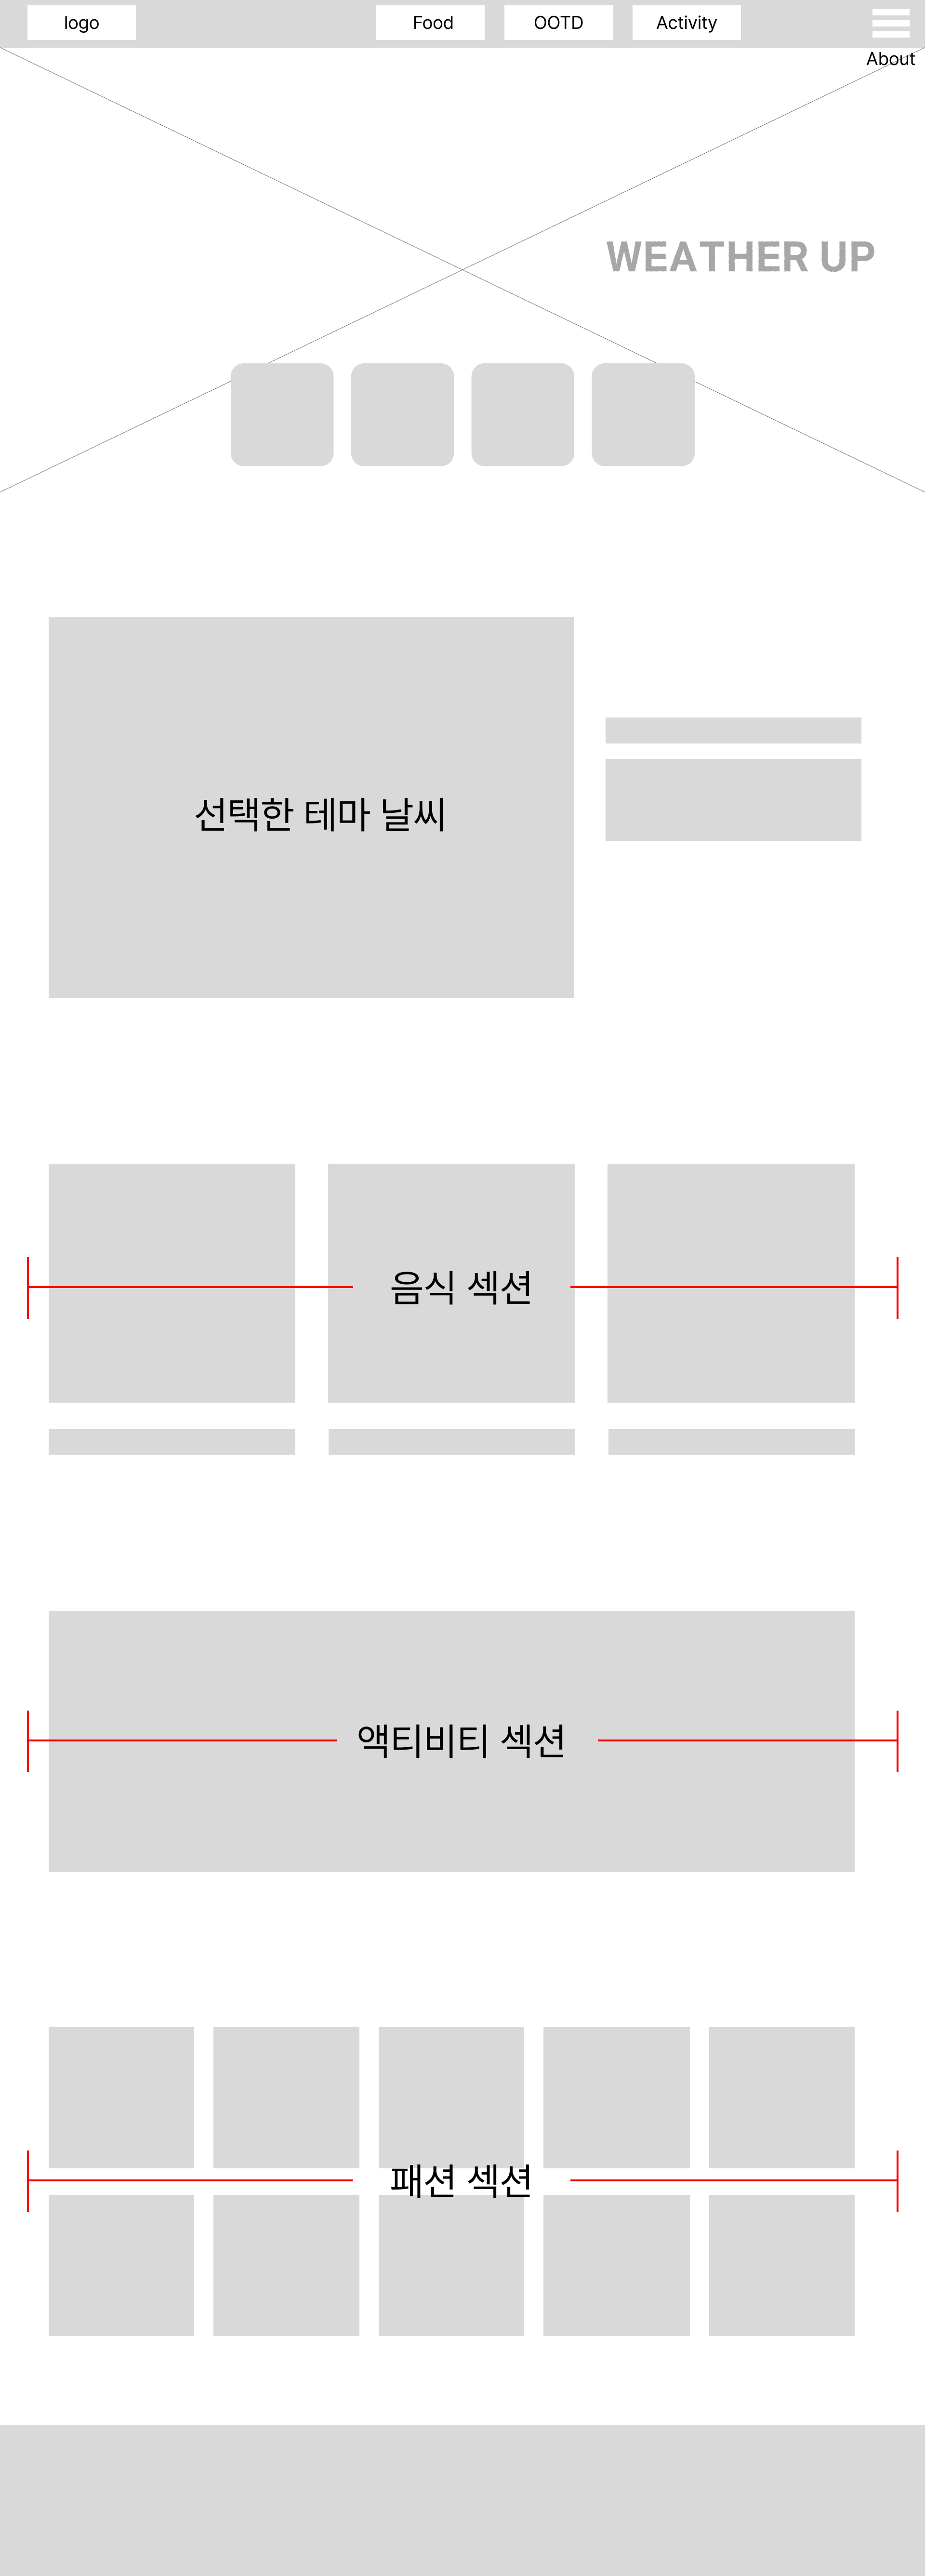 logo
Food
OOTD
Activity
About
WEATHER UP
선택한 테마 날씨
음식 섹션
액티비티 섹션
패션 섹션